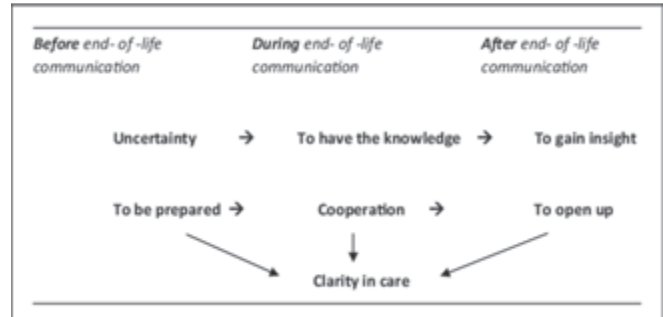 Before end- of -life During end- of -life After end- of -life
communication communication communication
Uncertainty → To have the knowledge → To gain insight
To be prepared → Cooperation → To open up
Clarity in care